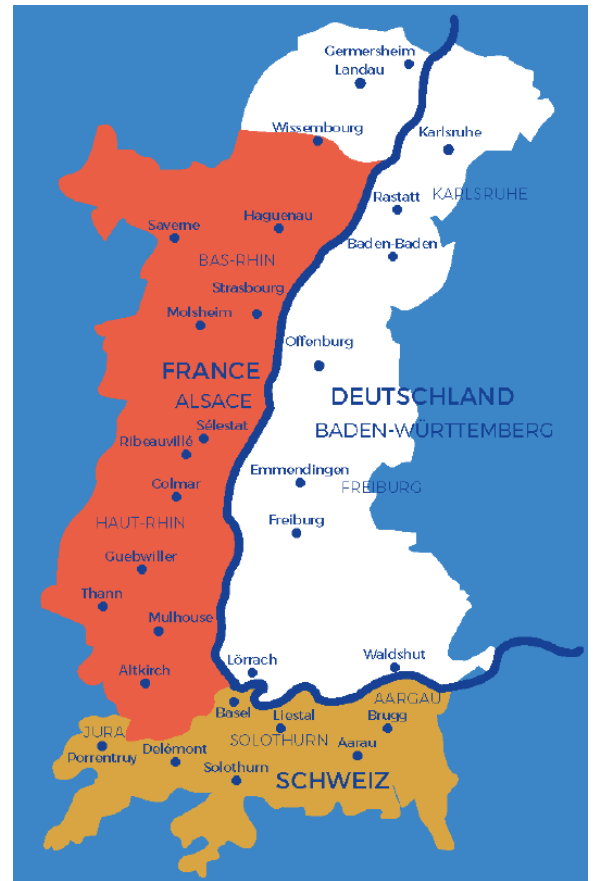 Germersheim
Landau
Wissembourg
Karlsruhe
KARLSRUHE
Rastatt
Haguenau
Saverne
Baden-Baden
BAS-RHIN
Strasbourg
Molsheim
Offenburg
FRANCE
ALSACE
DEUTSCHLAND
BADEN-WÜRTTEMBERG
Sélestat
Ribeauvillé
Emmendingen
Colmar
FREIBURG
HAUT-RHIN
Freiburg
Guebwiller
Thann
Mulhouse
Lörrach
Waldshut
Altkirch
AARGAU
Basel
Liestal
Brugg
JURA
SOLOTHURN
Delémont
Aarau
Porrentruy
Solothurn
SCHWEIZ